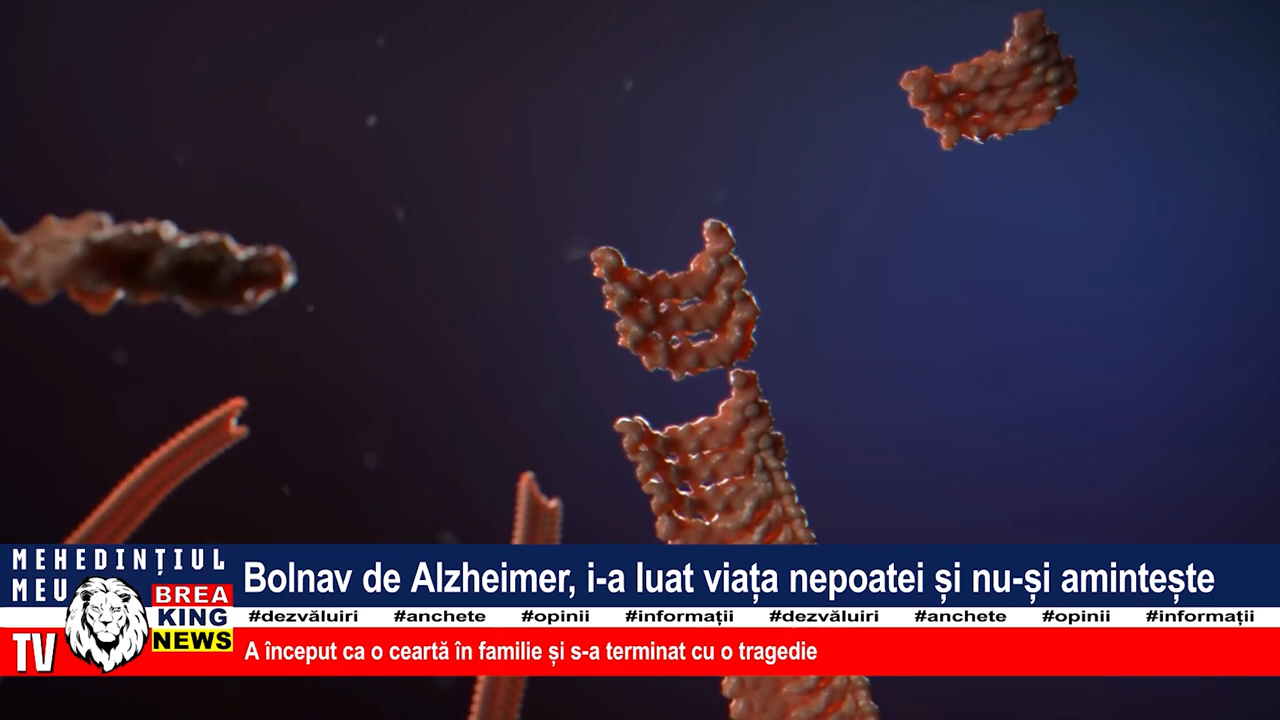 MEHEDINȚIUL
MEU
TV
BREA
KING
NEWS
Bolnav de Alzheimer, i-a luat viața nepoatei și nu-și amintește
#dezvăluiri #anchete #opinii #informații #dezvăluiri #anchete #opinii #informații
A început ca o ceartă în familie și s-a terminat cu o tragedie